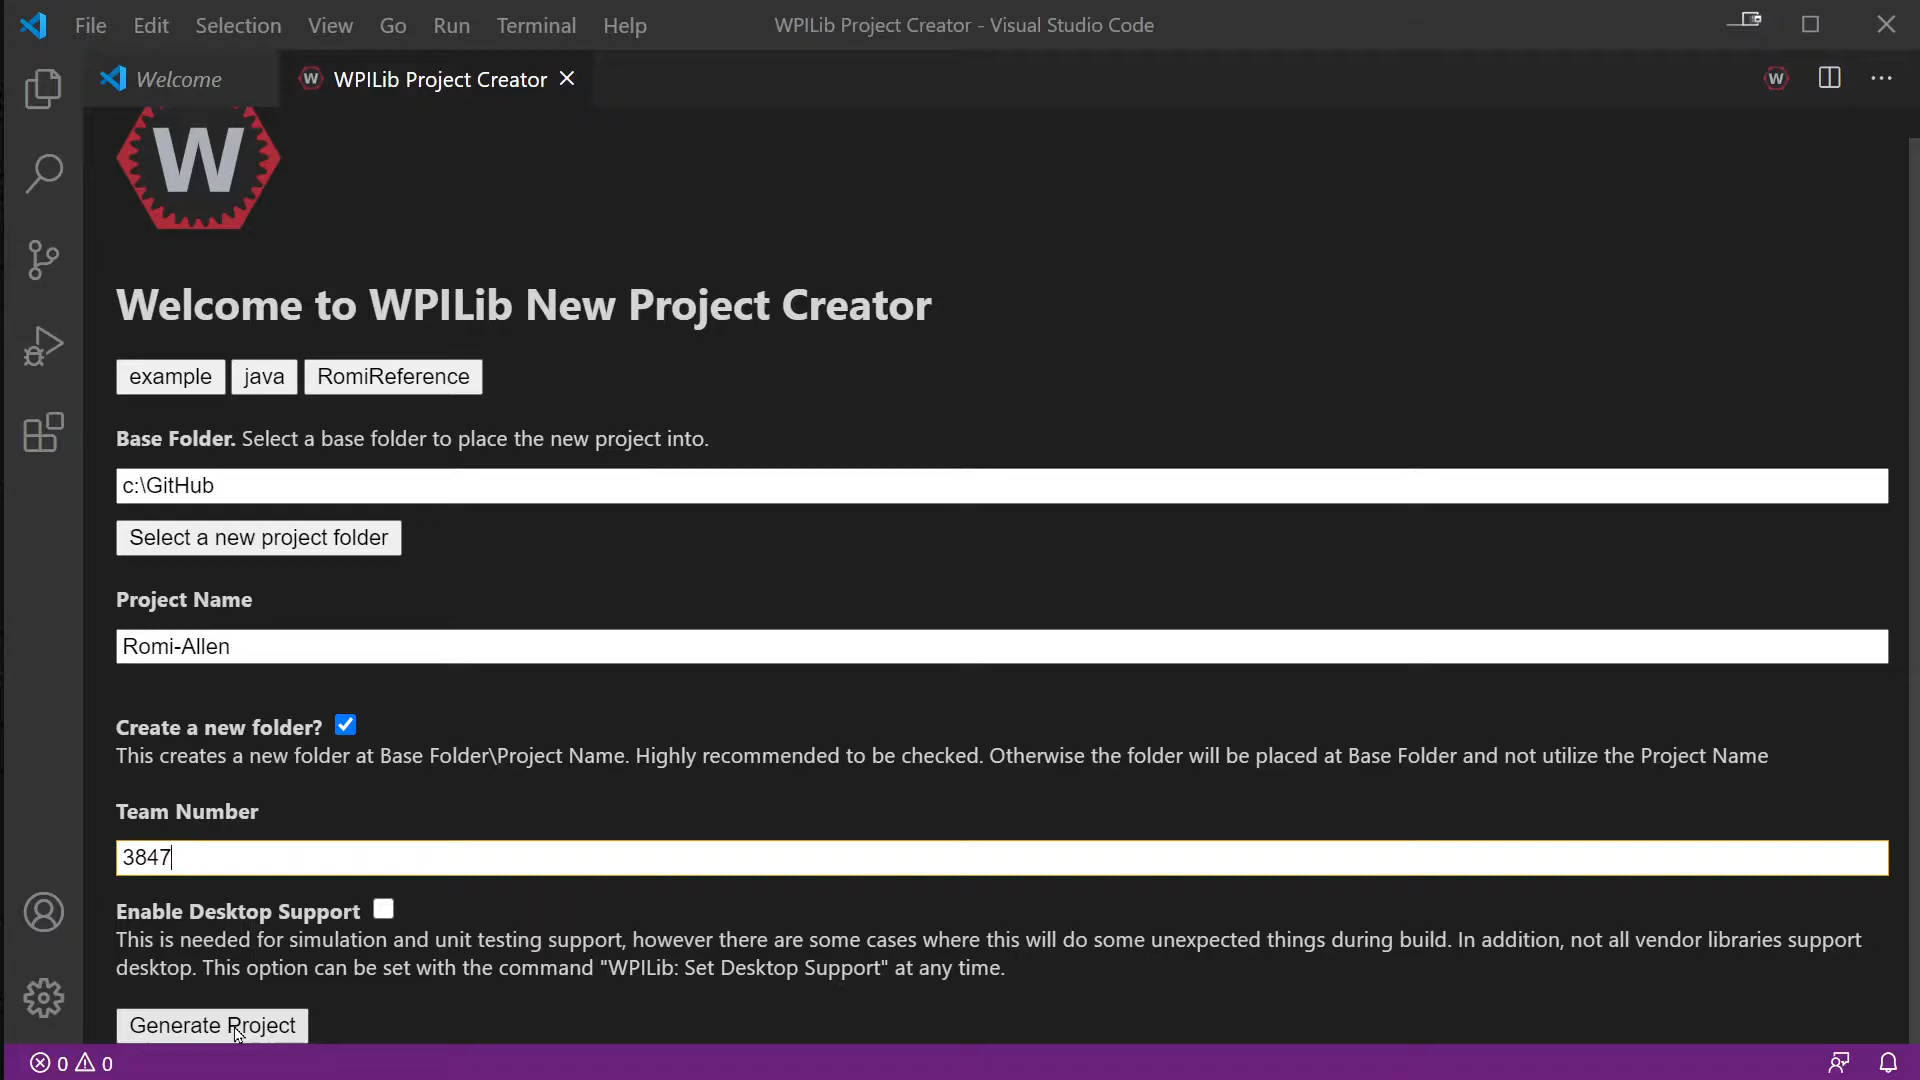 File Edit Selection View Go Run Terminal Help WPILib Project Creator - Visual Studio Code
Welcome WPILib Project Creator
W
Welcome to WPILib New Project Creator
example java RomiReference
Base Folder. Select a base folder to place the new project into.
c:\GitHub
Select a new project folder
Project Name
Romi-Allen
Create a new folder?
This creates a new folder at Base Folder\Project Name. Highly recommended to be checked. Otherwise the folder will be placed at Base Folder and not utilize the Project Name
Team Number
3847
Enable Desktop Support
This is needed for simulation and unit testing support, however there are some cases where this will do some unexpected things during build. In addition, not all vendor libraries support
desktop. This option can be set with the command "WPILib: Set Desktop Support" at any time.
Generate Project
0 0